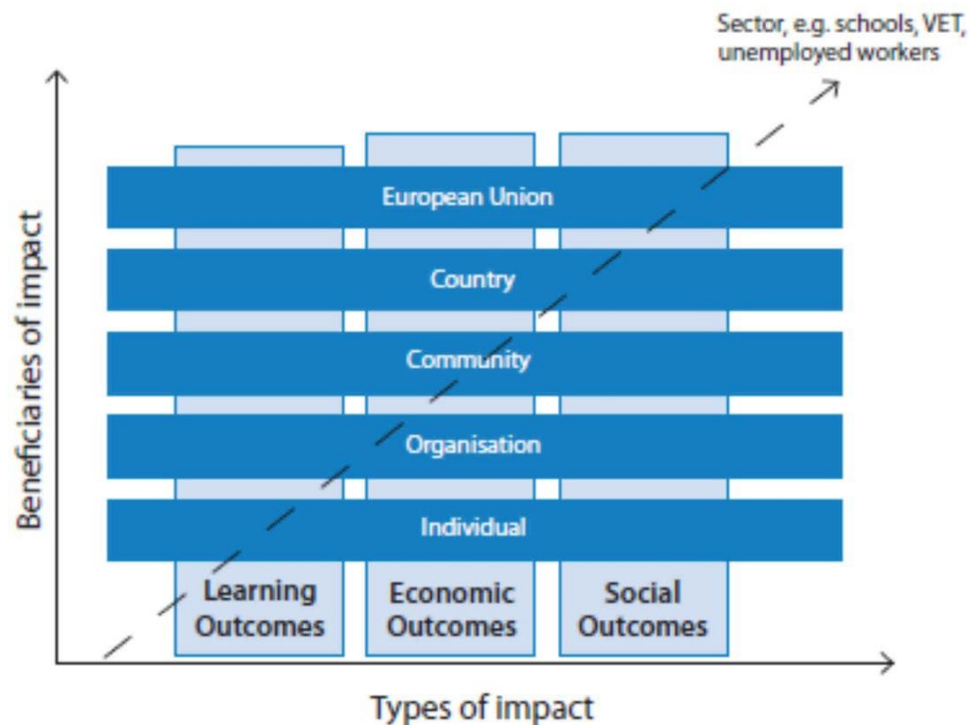 Sector, e.g. schools, VET,
unemployed workers
Beneficiaries of impact
European Union
Country
Community
Organisation
Individual
Learning
Outcomes
Economic
Outcomes
Social
Outcomes
Types of impact